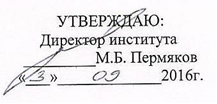 УТВЕРЖДАЮ:
Директор института
М.Б. Пермяков
«3» 09 2016г.